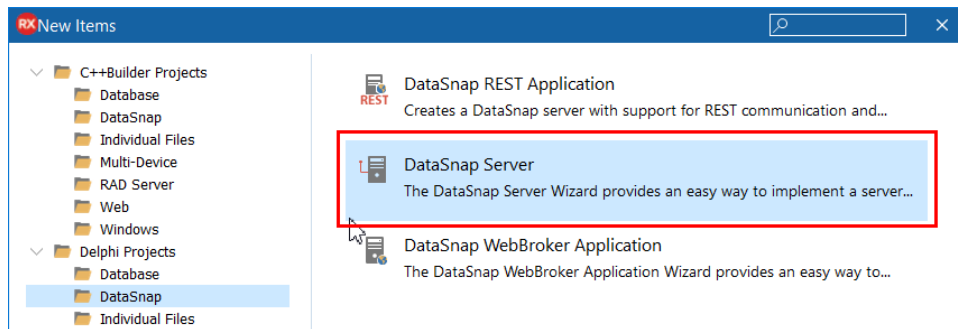 RX New Items
C++Builder Projects
Database
DataSnap
Individual Files
Multi-Device
RAD Server
Web
Windows
Delphi Projects
Database
DataSnap
Individual Files
DataSnap REST Application
REST
Creates a DataSnap server with support for REST communication and...
DataSnap Server
The DataSnap Server Wizard provides an easy way to implement a server...
DataSnap WebBroker Application
The DataSnap WebBroker Application Wizard provides an easy way to...